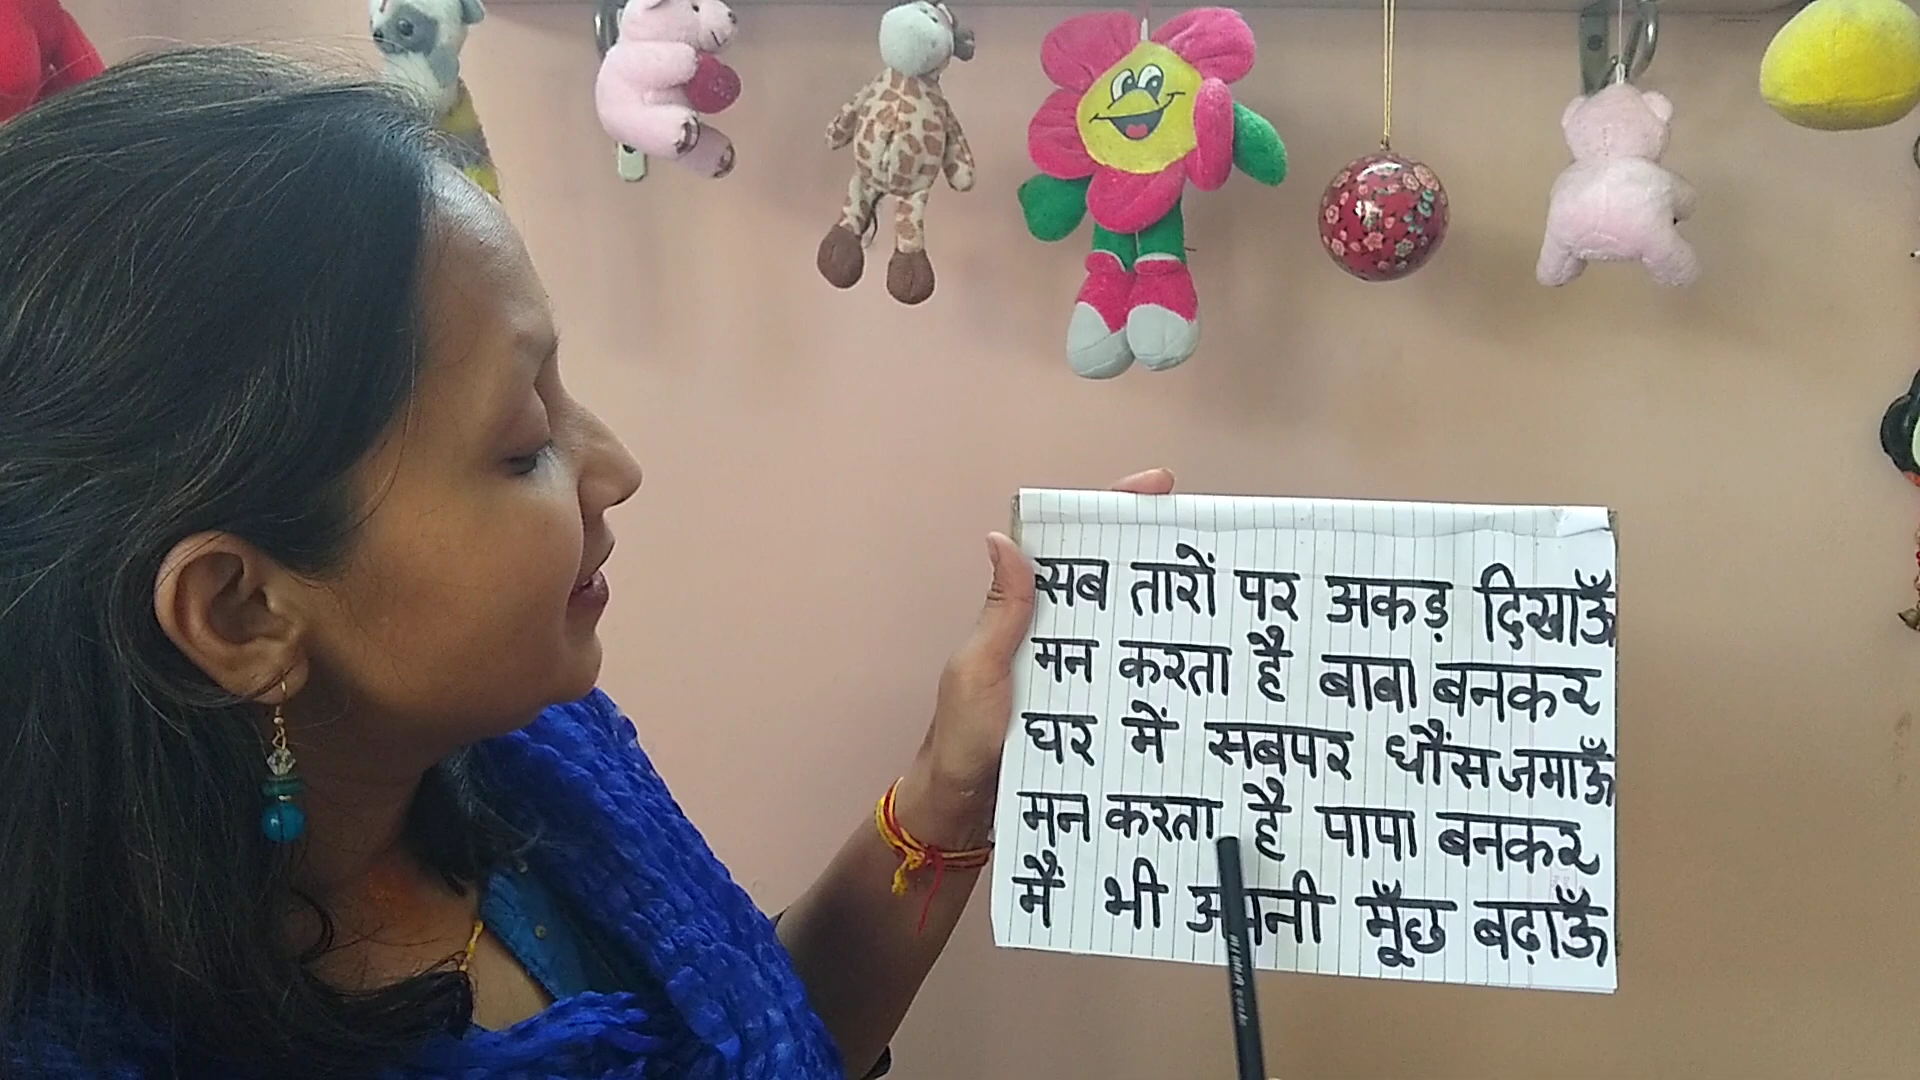 सब तारों पर अकड़ दिखाऊँ
मन करता है बाबा बनकर
घर में सबपर धौंस जमाऊँ
मन करता है पापा बनकर
मैं भी अपनी मूँछ बढ़ाऊँ